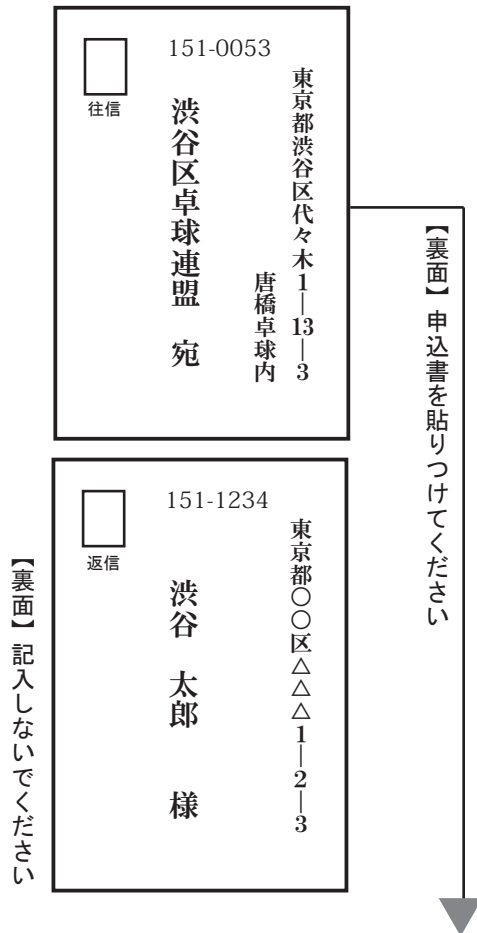 151-0053
往信
東京都渋谷区代々木1―13―3
唐橋卓球内
渋谷区卓球連盟　宛
【裏面】申込書を貼りつけてください
151-1234
返信
東京都〇〇区△△△1―2―3
渋谷　太郎　様
【裏面】記入しないでください